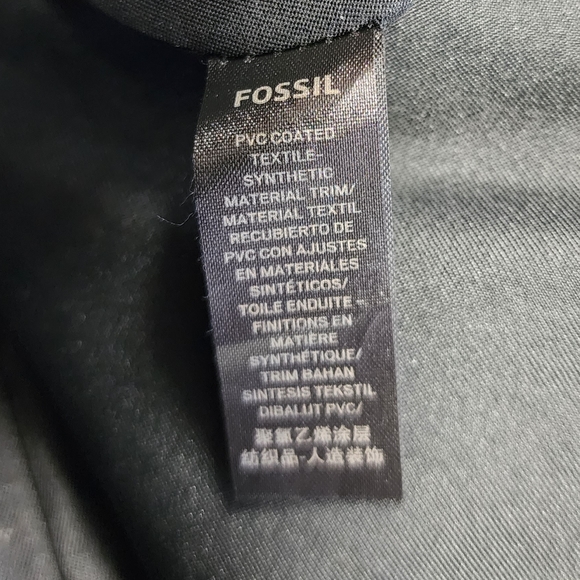 FOSSIL
PVC COATED
TEXTILE-
SYNTHETIC
MATERIAL TRIM/
MATERIAL TEXTIL
RECUBIERTO DE
PVC CON AJUSTES
EN MATERIALES
SINTÉTICOS/
TOILE ENDUITE -
FINITIONS EN
MATIÈRE
SYNTHÉTIQUE/
TRIM BAHAN
SINTESIS TEKSTIL
DIBALUT PVC/
聚氯乙烯涂层
纺织品-人造装饰